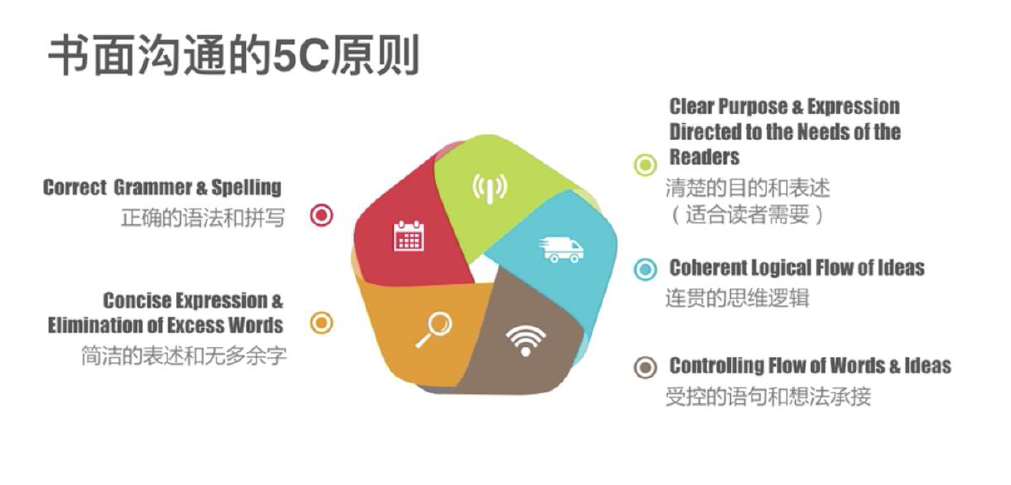 书面沟通的5C原则
Correct Grammer & Spelling
正确的语法和拼写
Concise Expression &
Elimination of Excess Words
简洁的表述和无多余字
Clear Purpose & Expression
Directed to the Needs of the
Readers
清楚的目的和表述
（适合读者需要）
Coherent Logical Flow of Ideas
连贯的思维逻辑
Controlling Flow of Words & Ideas
受控的语句和想法承接